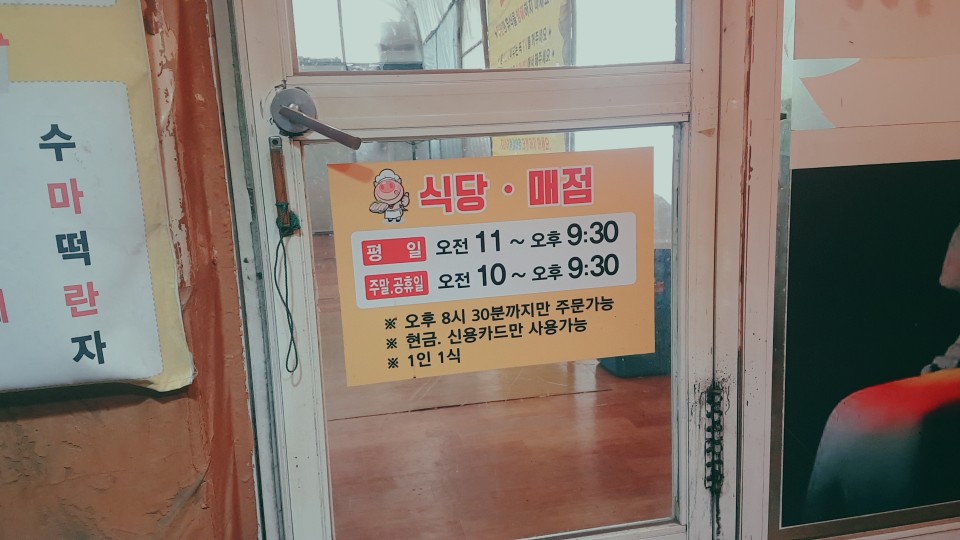 수
마
떡
란
자
식당 · 매점
평 일 오전 11 ~ 오후 9:30
주말.공휴일 오전 10 ~ 오후 9:30
※ 오후 8시 30분까지만 주문가능
※ 현금. 신용카드만 사용가능
※ 1인 1식